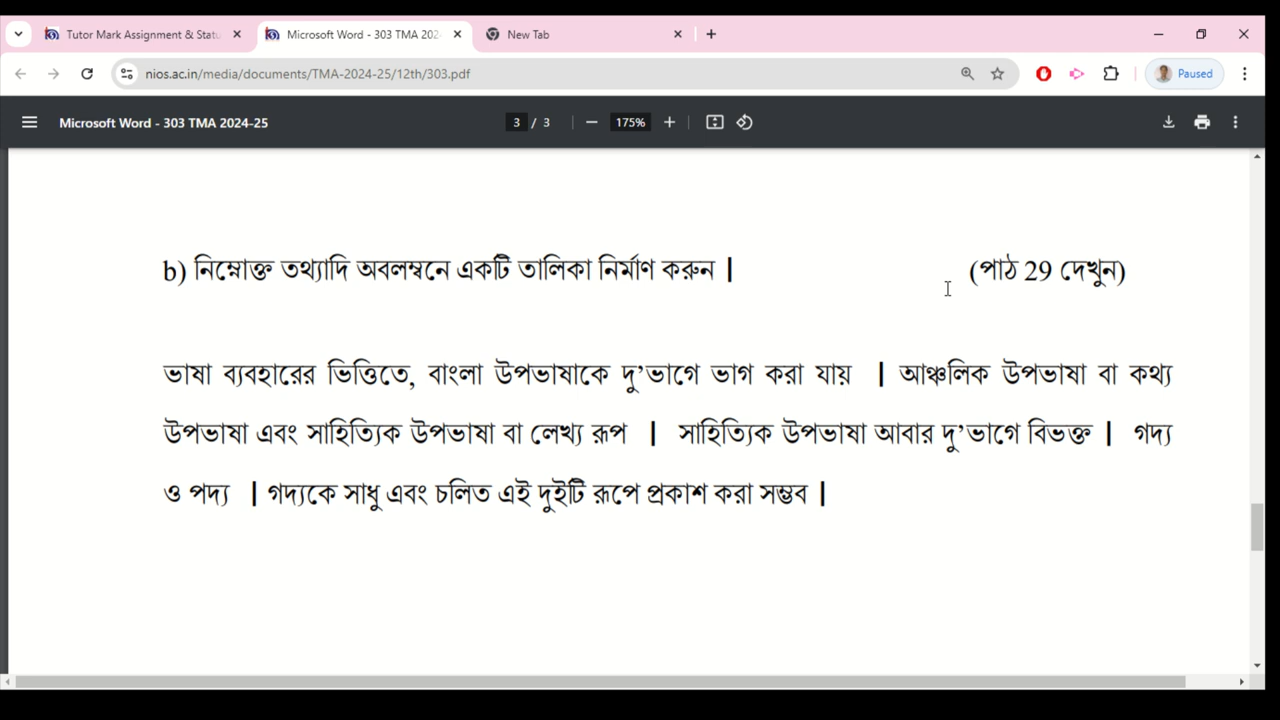 Tutor Mark Assignment & Statu
Microsoft Word - 303 TMA 202
New Tab
nios.ac.in/media/documents/TMA-2024-25/12th/303.pdf
Paused
Microsoft Word - 303 TMA 2024-25
3 / 3
175%
b) নিম্নোক্ত তথ্যাদি অবলম্বনে একটি তালিকা নির্মাণ করুন | (পাঠ 29 দেখুন)
ভাষা ব্যবহারের ভিত্তিতে, বাংলা উপভাষাকে দু’ভাগে ভাগ করা যায় | আঞ্চলিক উপভাষা বা কথ্য
উপভাষা এবং সাহিত্যিক উপভাষা বা লেখ্য রূপ | সাহিত্যিক উপভাষা আবার দু’ভাগে বিভক্ত | গদ্য
ও পদ্য | গদ্যকে সাধু এবং চলিত এই দুইটি রূপে প্রকাশ করা সম্ভব |